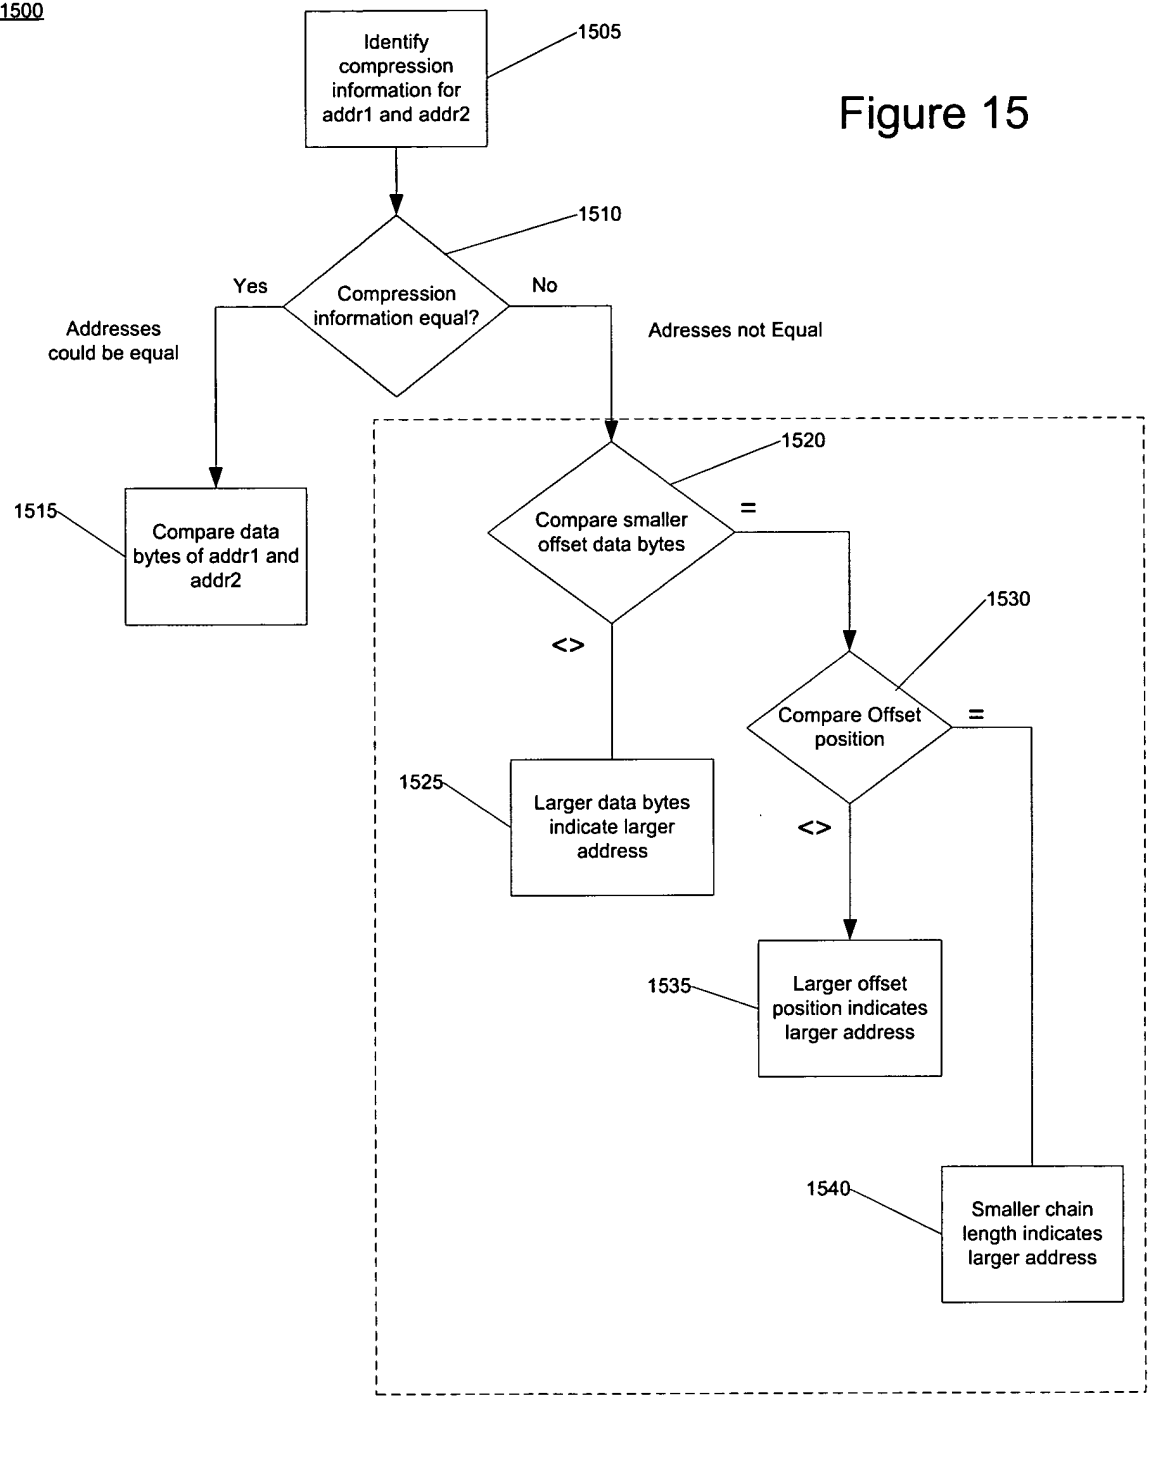 1500
Identify
compression
information for
addr1 and addr2
1505
Figure 15
1510
Yes
No
Compression
information equal?
Addresses
could be equal
Adresses not Equal
1520
1515
Compare data
bytes of addr1 and
addr2
Compare smaller
offset data bytes
=
1530
<>
Compare Offset
position
=
1525
Larger data bytes
indicate larger
address
<>
1535
Larger offset
position indicates
larger address
1540
Smaller chain
length indicates
larger address